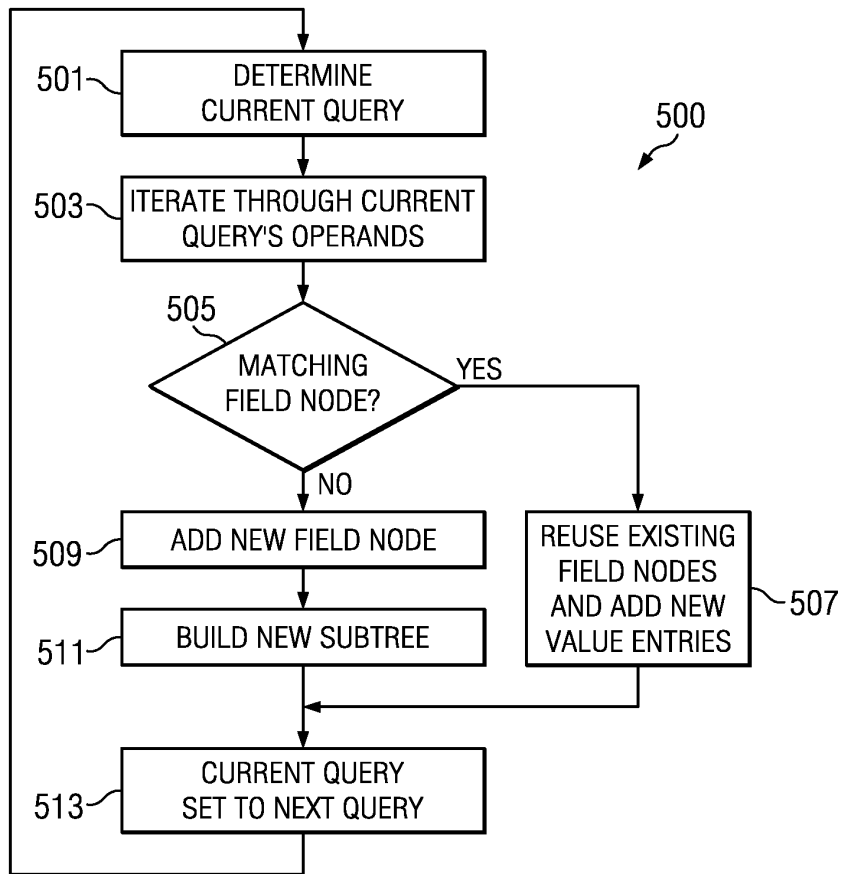 501
DETERMINE
CURRENT QUERY
500
503
ITERATE THROUGH CURRENT
QUERY'S OPERANDS
505
MATCHING
FIELD NODE?
YES
NO
509
ADD NEW FIELD NODE
511
BUILD NEW SUBTREE
REUSE EXISTING
FIELD NODES
AND ADD NEW
VALUE ENTRIES
507
513
CURRENT QUERY
SET TO NEXT QUERY